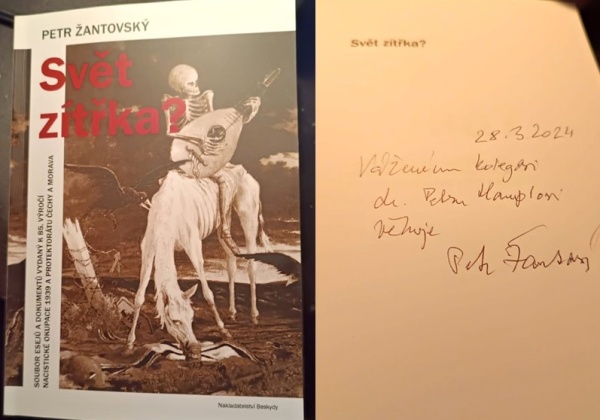 PETR ŽANTOVSKÝ
Svět
zítřka?
SOUBOR ESEJŮ A DOKUMENTŮ VYDANÝ K 85. VÝROČÍ
NACISTICKÉ OKUPACE 1939 A PROTEKTORÁTU ČECHY A MORAVA
Nakladatelství Beskydy
Svět zítřka?
28.3.2024
Váženému kolegovi
dr. Petru Hamplovi
věnuje
Petr Žantovský